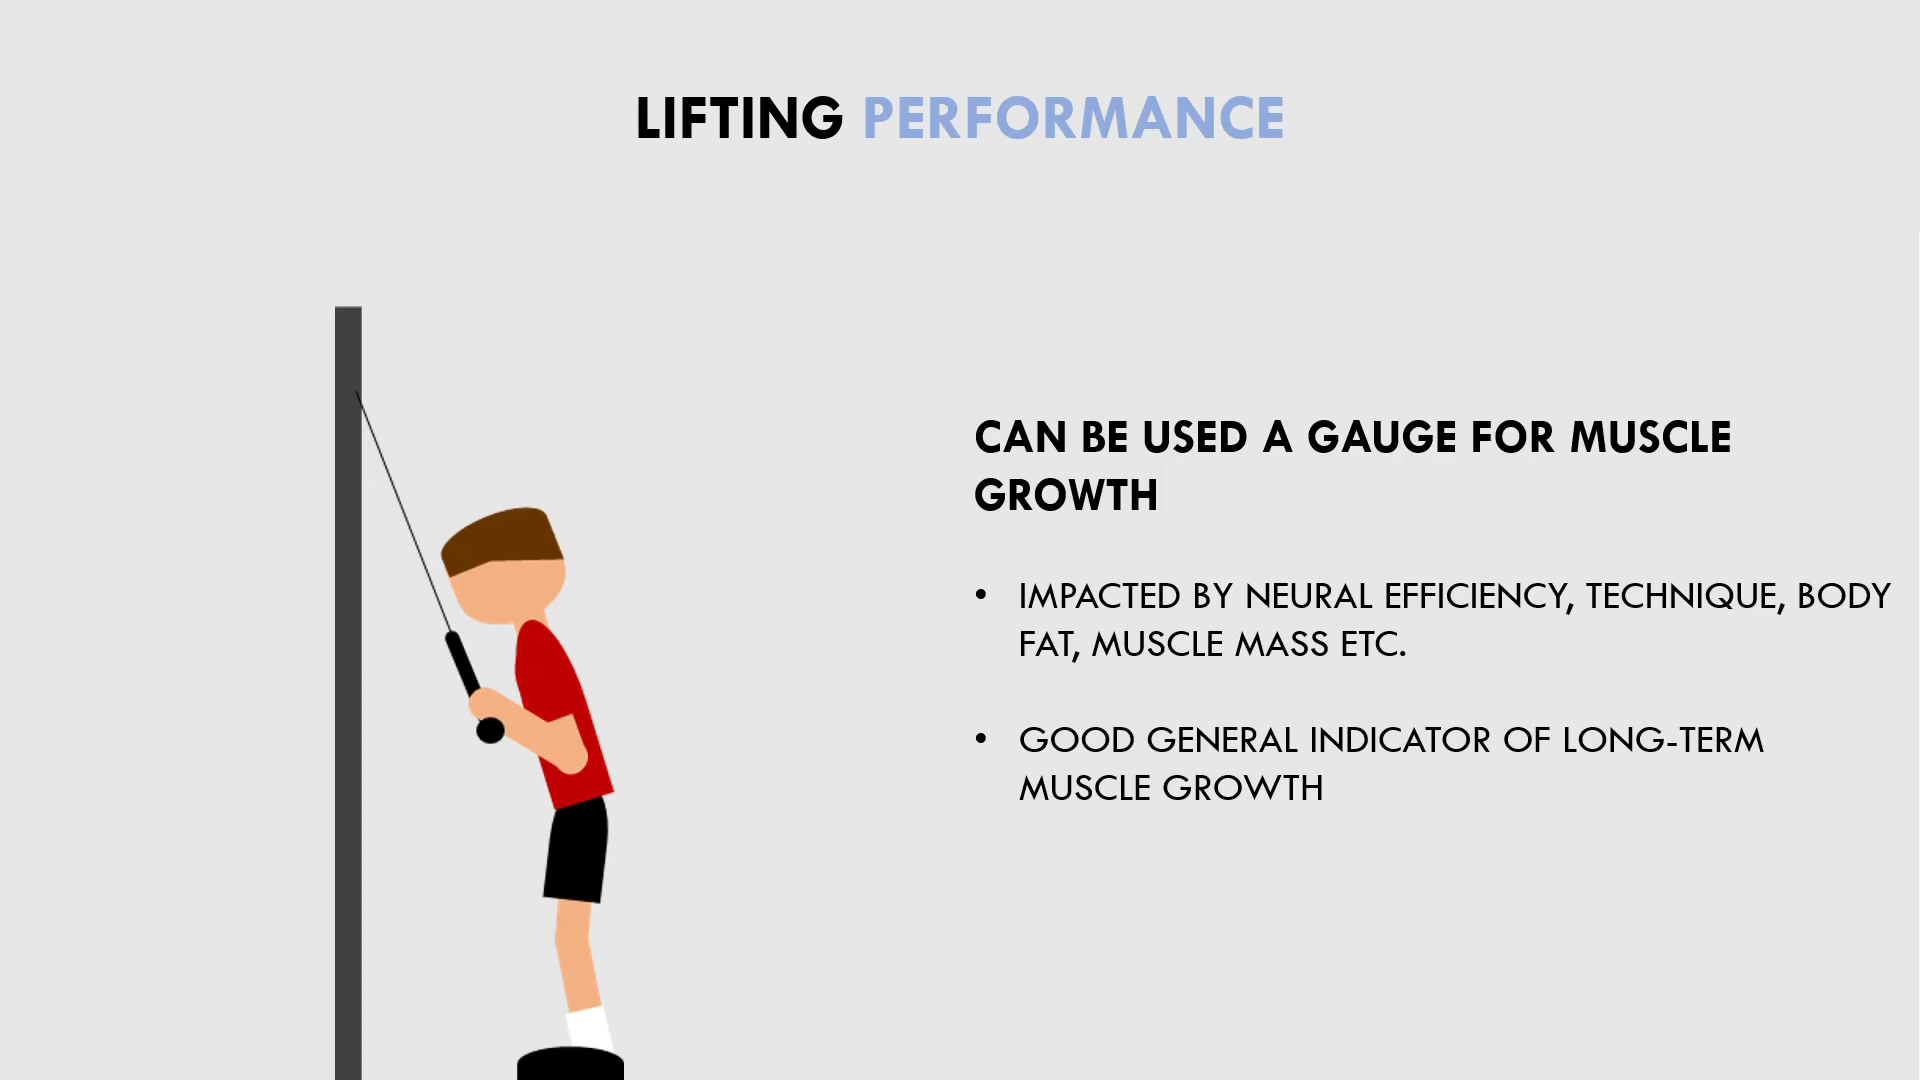 LIFTING PERFORMANCE
CAN BE USED A GAUGE FOR MUSCLE
GROWTH
• IMPACTED BY NEURAL EFFICIENCY, TECHNIQUE, BODY
FAT, MUSCLE MASS ETC.
• GOOD GENERAL INDICATOR OF LONG-TERM
MUSCLE GROWTH